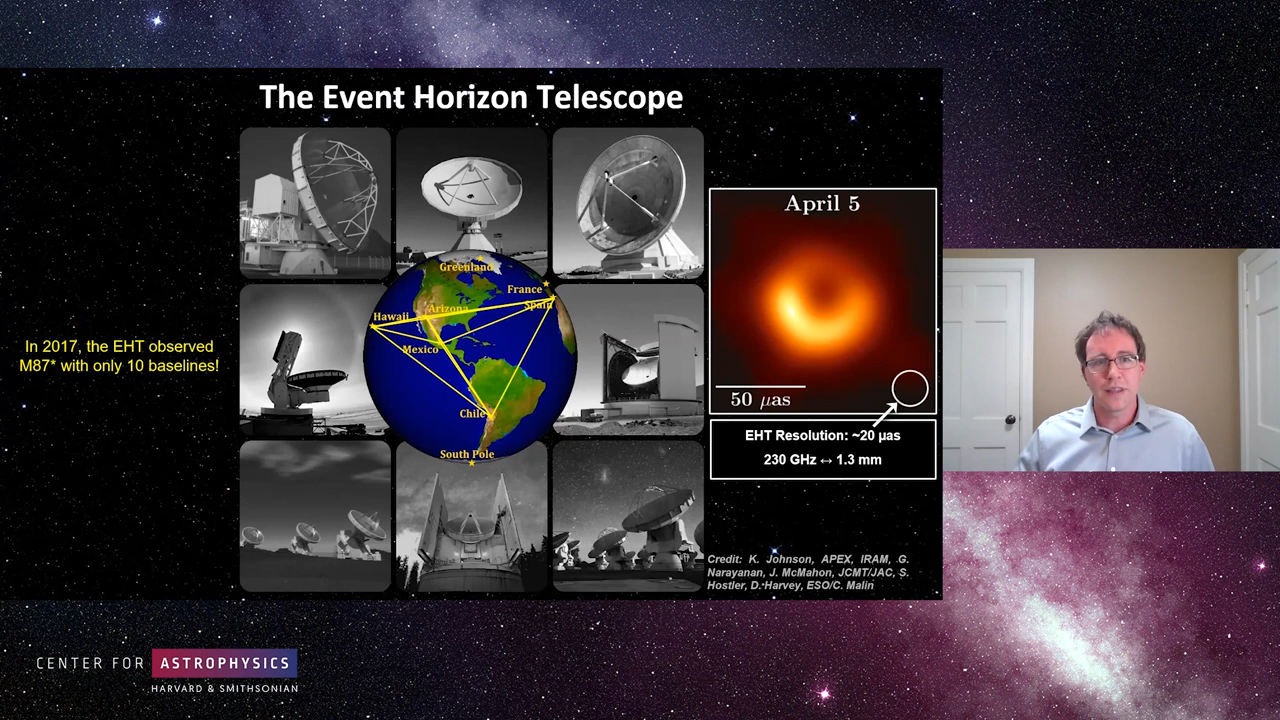 The Event Horizon Telescope
In 2017, the EHT observed
M87* with only 10 baselines!
Greenland
France
Spain
Arizona
Hawaii
Mexico
Chile
South Pole
April 5
50 μas
EHT Resolution: ~20 μas
230 GHz ↔ 1.3 mm
Credit: K. Johnson, APEX, IRAM, G.
Narayanan, J. McMahon, JCMT/JAC, S.
Hostler, D. Harvey, ESO/C. Malin
CENTER FOR ASTROPHYSICS
HARVARD & SMITHSONIAN